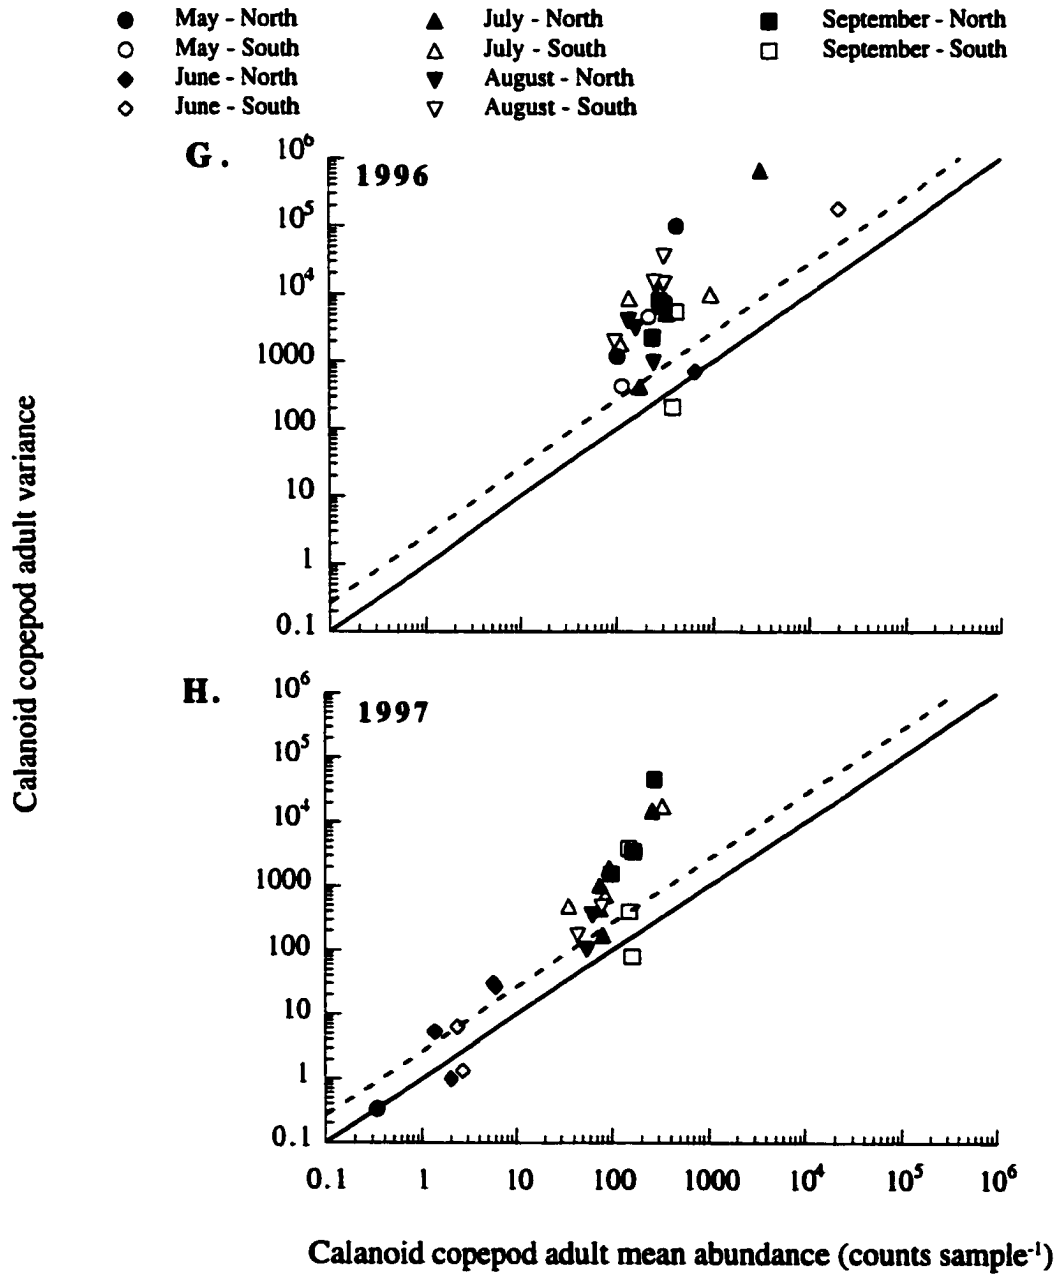 May - North
May - South
June - North
June - South
July - North
July - South
August - North
August - South
September - North
September - South
G.
1996
10⁶
10⁵
10⁴
1000
100
10
1
0.1
Calanoid copepod adult variance
H.
1997
10⁶
10⁵
10⁴
1000
100
10
1
0.1
0.1 1 10 100 1000 10⁴ 10⁵ 10⁶
Calanoid copepod adult mean abundance (counts sample⁻¹)